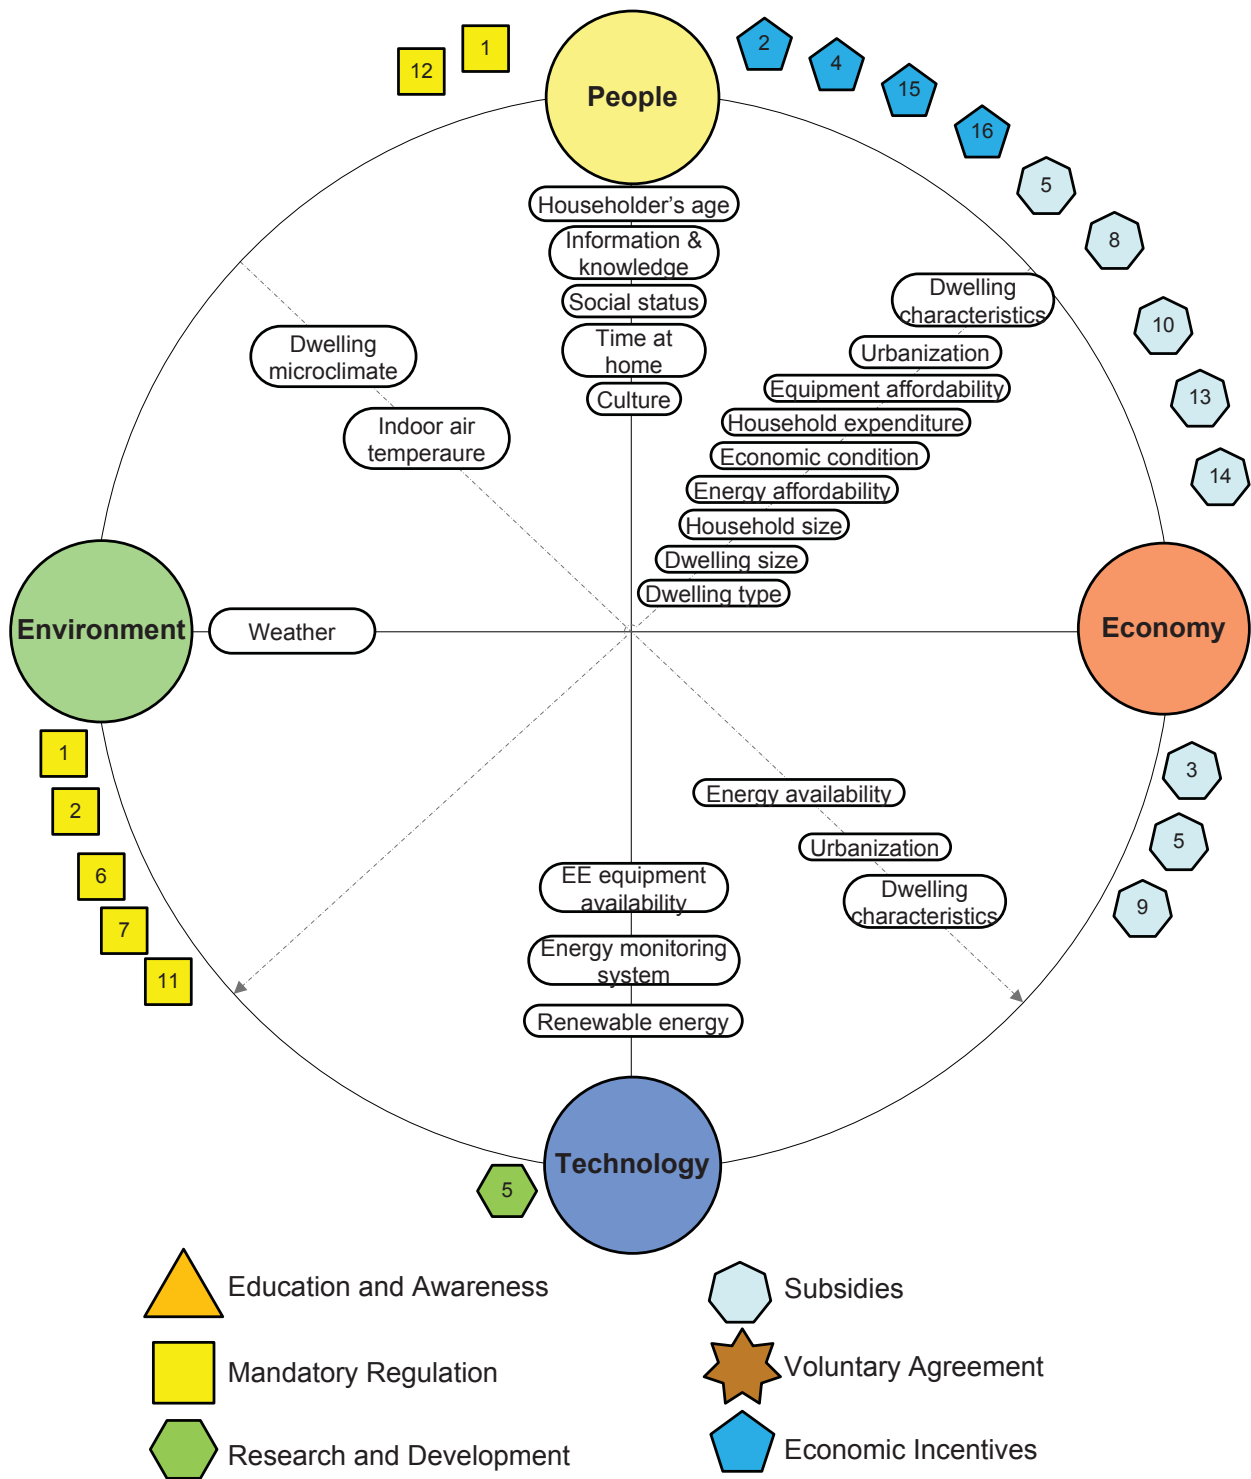 1
12
People
2
4
15
16
5
8
10
13
14
Householder's age
Information &
knowledge
Social status
Time at
home
Culture
Dwelling
characteristics
Urbanization
Equipment affordability
Household expenditure
Economic condition
Energy affordability
Household size
Dwelling size
Dwelling type
Dwelling
microclimate
Indoor air
temperaure
Environment
Weather
Economy
1
2
6
7
11
3
5
9
Energy availability
Urbanization
Dwelling
characteristics
EE equipment
availability
Energy monitoring
system
Renewable energy
Technology
5
Education and Awareness
Mandatory Regulation
Research and Development
Subsidies
Voluntary Agreement
Economic Incentives